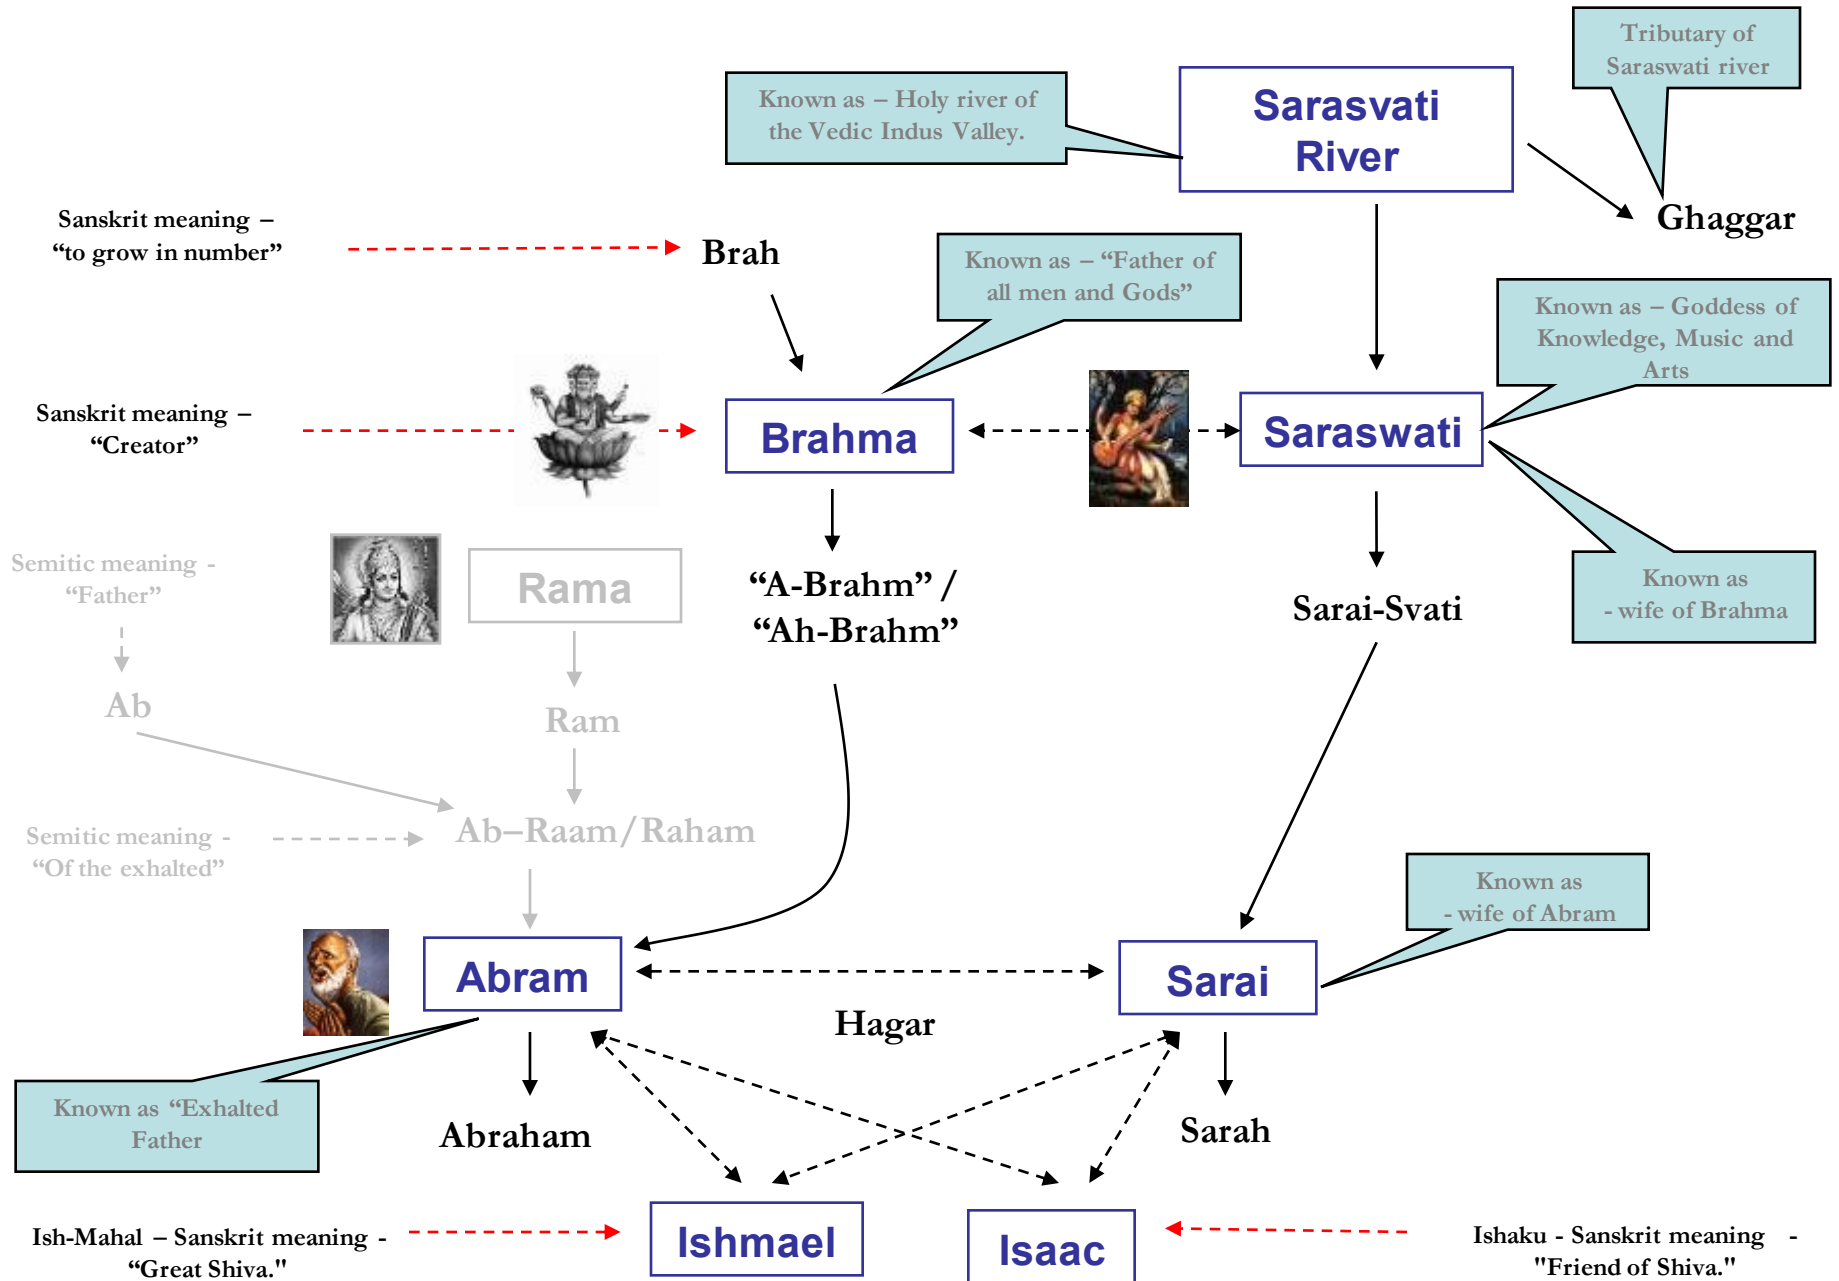 Tributary of
Saraswati river
Known as – Holy river of
the Vedic Indus Valley.
Sarasvati
River
Ghaggar
Sanskrit meaning –
“to grow in number”
Brah
Known as – “Father of
all men and Gods”
Known as – Goddess of
Knowledge, Music and
Arts
Sanskrit meaning –
“Creator”
Brahma
Saraswati
Semitic meaning -
“Father”
Rama
“A-Brahm” /
“Ah-Brahm”
Sarai-Svati
Known as
- wife of Brahma
Ab
Ram
Semitic meaning -
“Of the exhalted”
Ab–Raam/Raham
Known as
- wife of Abram
Abram
Sarai
Hagar
Known as “Exhalted
Father
Abraham
Sarah
Ish-Mahal – Sanskrit meaning -
“Great Shiva."
Ishmael
Isaac
Ishaku - Sanskrit meaning -
"Friend of Shiva."